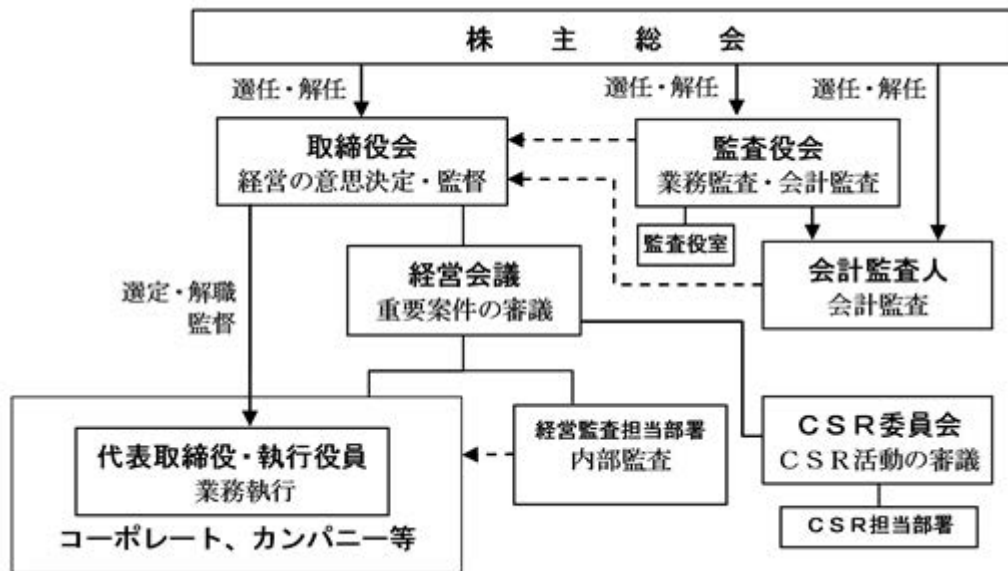 株主総会
選任・解任
選任・解任
選任・解任
取締役会
経営の意思決定・監督
監査役会
業務監査・会計監査
監査役室
会計監査人
会計監査
経営会議
重要案件の審議
選定・解職
監督
代表取締役・執行役員
業務執行
コーポレート、カンパニー等
経営監査担当部署
内部監査
ＣＳＲ委員会
ＣＳＲ活動の審議
ＣＳＲ担当部署